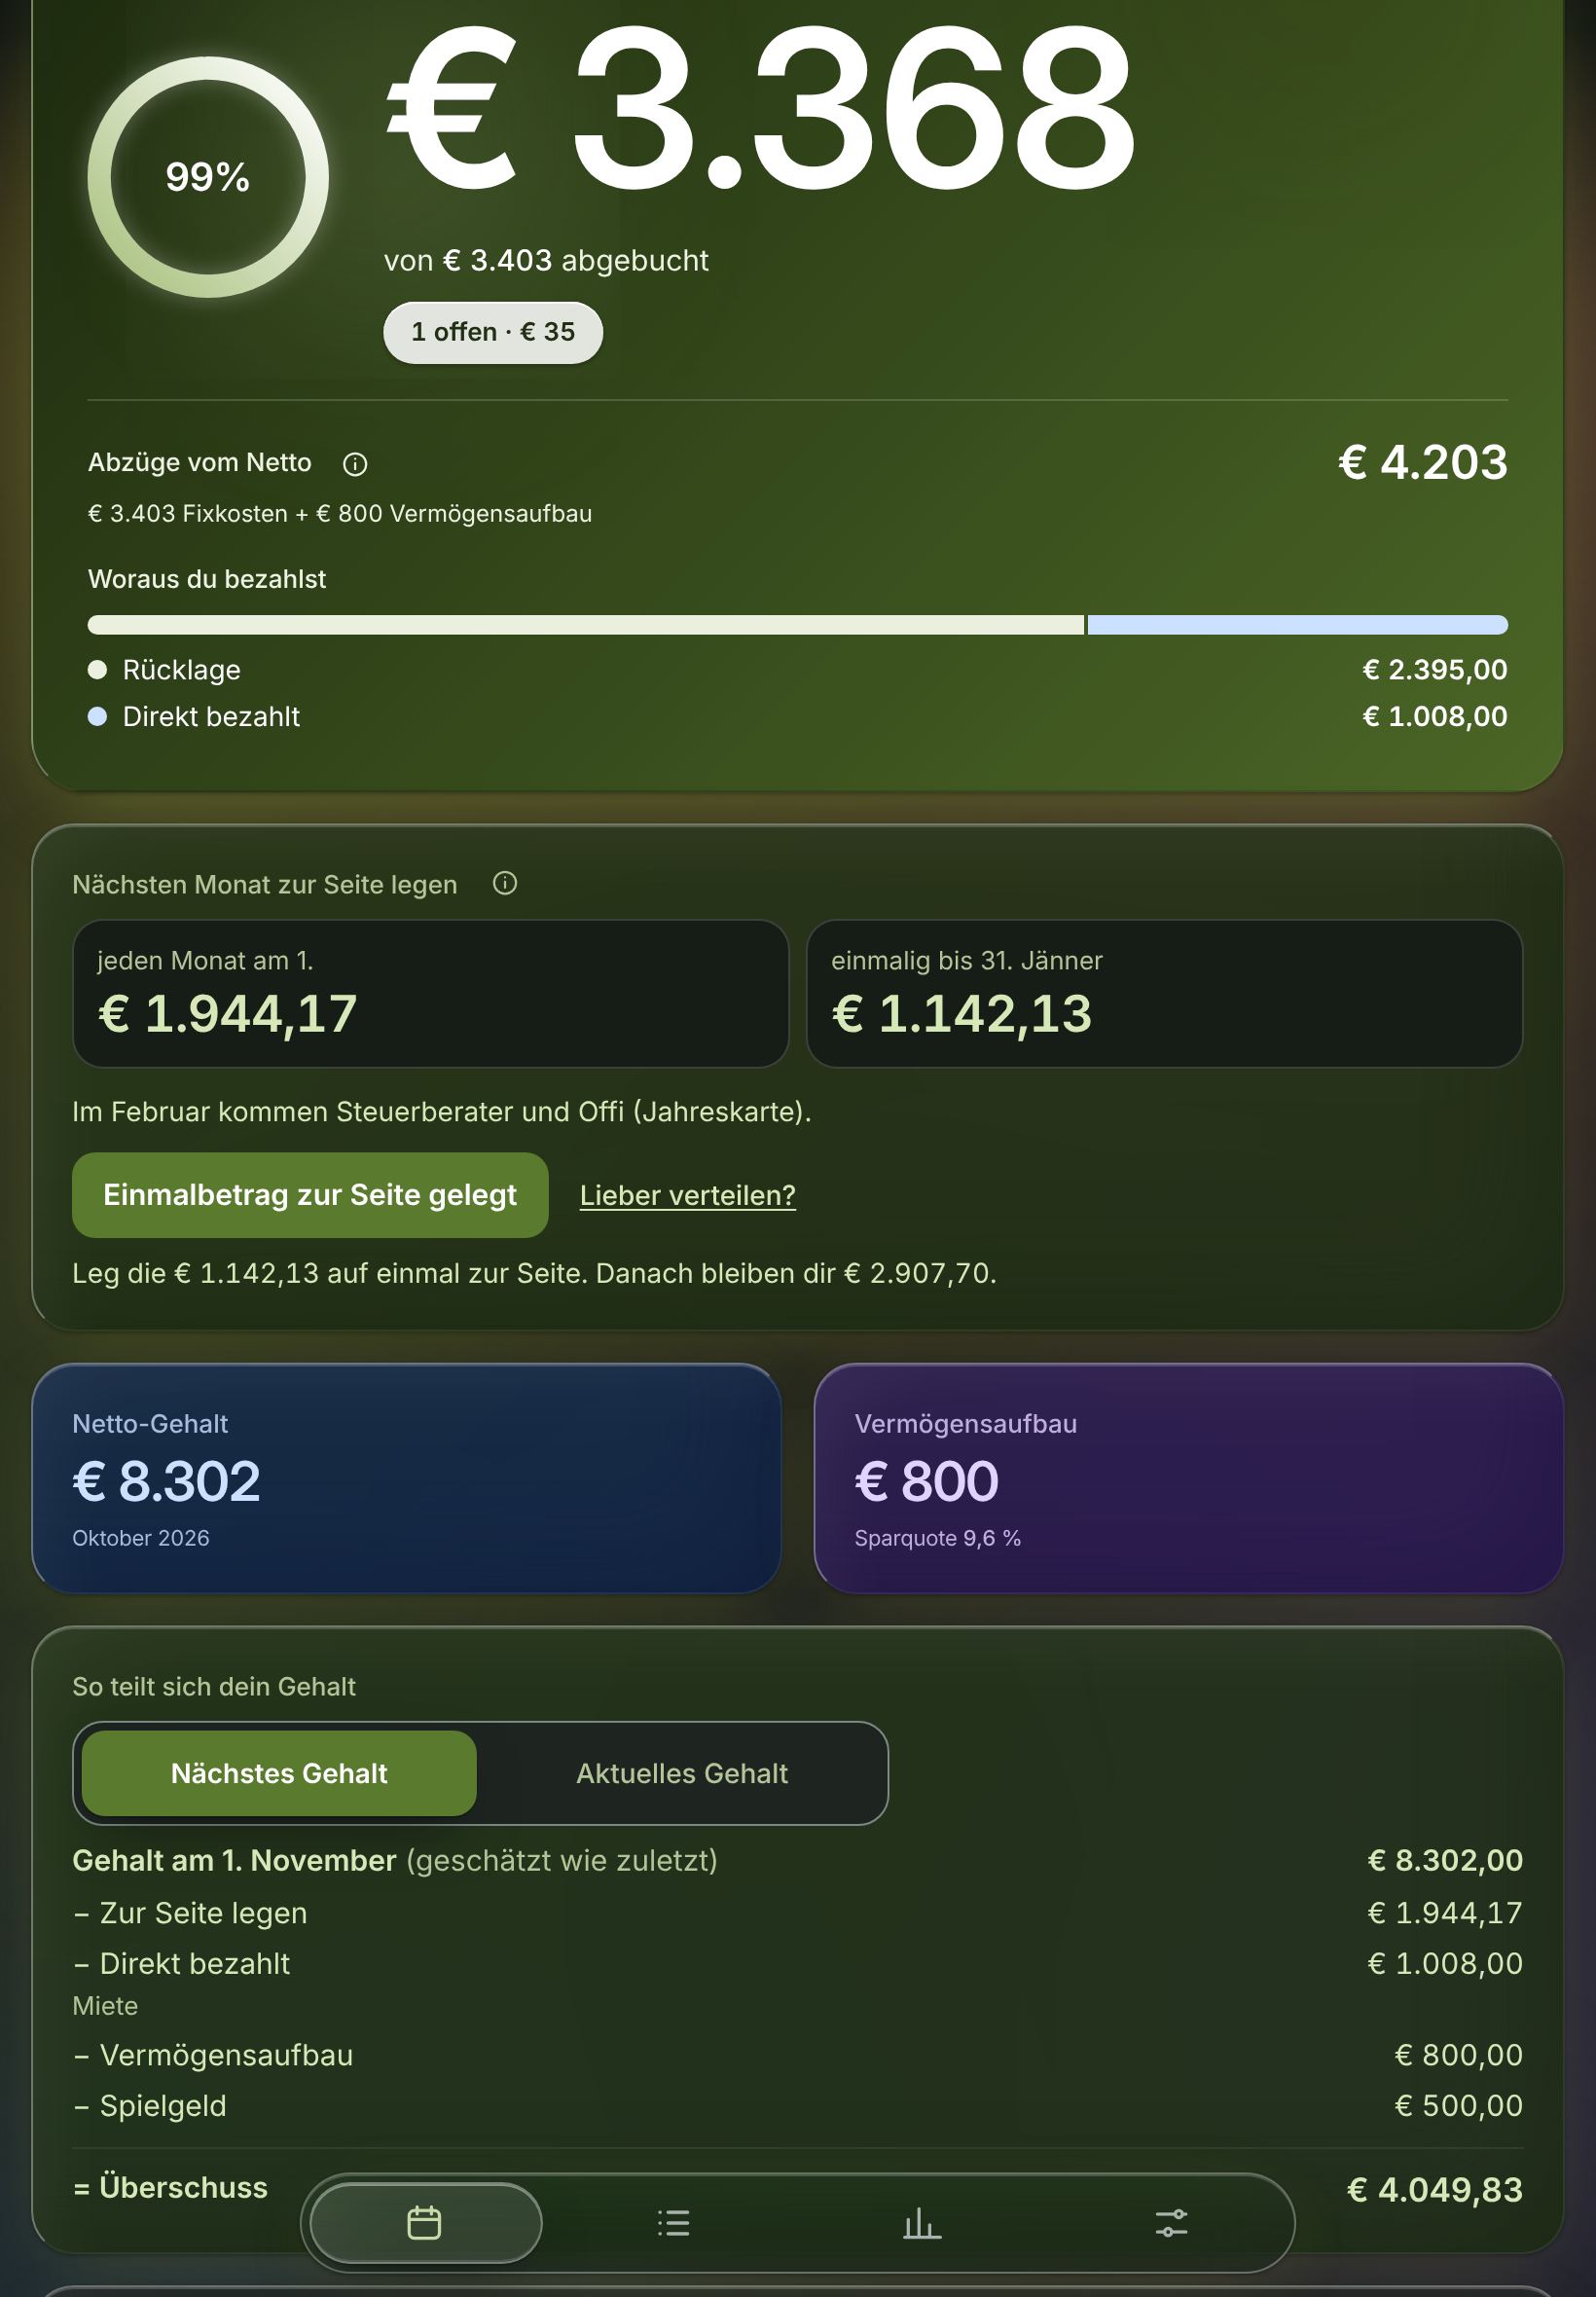 99%
€ 3.368
von € 3.403 abgebucht
1 offen · € 35
Abzüge vom Netto
€ 4.203
€ 3.403 Fixkosten + € 800 Vermögensaufbau
Woraus du bezahlst
Rücklage € 2.395,00
Direkt bezahlt € 1.008,00
Nächsten Monat zur Seite legen
jeden Monat am 1.
€ 1.944,17
einmalig bis 31. Jänner
€ 1.142,13
Im Februar kommen Steuerberater und Offi (Jahreskarte).
Einmalbetrag zur Seite gelegt
Lieber verteilen?
Leg die € 1.142,13 auf einmal zur Seite. Danach bleiben dir € 2.907,70.
Netto-Gehalt
€ 8.302
Oktober 2026
Vermögensaufbau
€ 800
Sparquote 9,6 %
So teilt sich dein Gehalt
Nächstes Gehalt
Aktuelles Gehalt
Gehalt am 1. November (geschätzt wie zuletzt) € 8.302,00
− Zur Seite legen € 1.944,17
− Direkt bezahlt € 1.008,00
Miete
− Vermögensaufbau € 800,00
− Spielgeld € 500,00
= Überschuss € 4.049,83